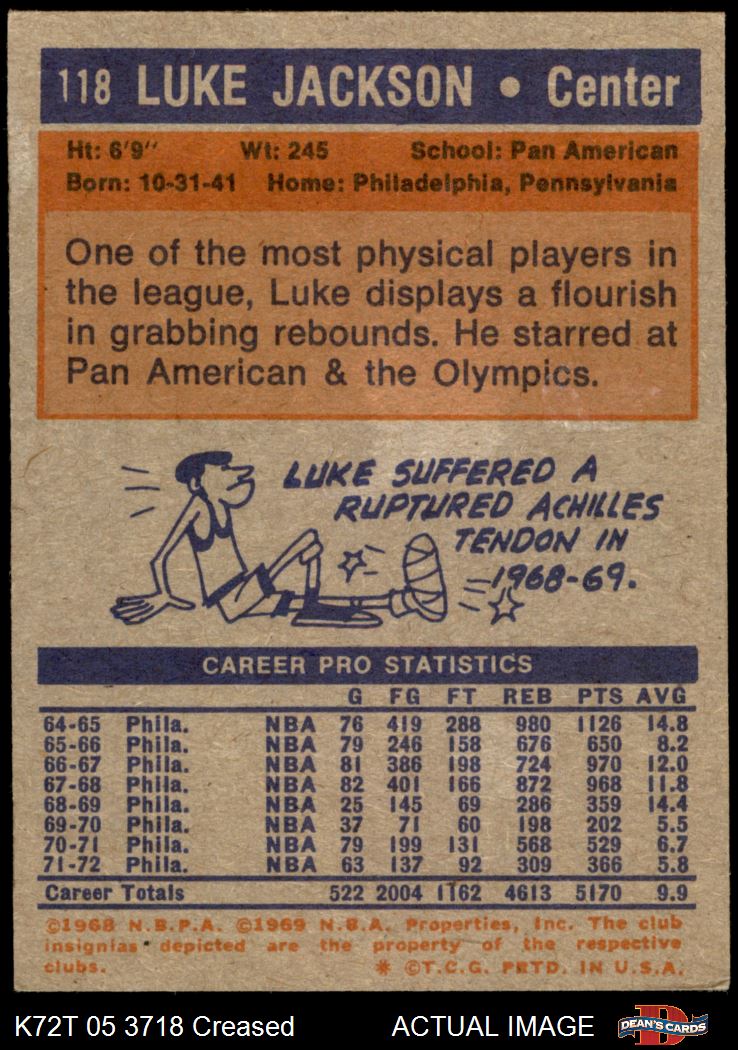 118 LUKE JACKSON • Center
Ht: 6'9" Wt: 245 School: Pan American
Born: 10-31-41 Home: Philadelphia, Pennsylvania
One of the most physical players in
the league, Luke displays a flourish
in grabbing rebounds. He starred at
Pan American & the Olympics.
LUKE SUFFERED A
RUPTURED ACHILLES
TENDON IN
1968-69.
CAREER PRO STATISTICS
G FG FT REB PTS AVG
64-65 Phila. NBA 76 419 288 980 1126 14.8
65-66 Phila. NBA 79 246 158 676 650 8.2
66-67 Phila. NBA 81 386 198 724 970 12.0
67-68 Phila. NBA 82 401 166 872 968 11.8
68-69 Phila. NBA 25 145 69 286 359 14.4
69-70 Phila. NBA 37 71 60 198 202 5.5
70-71 Phila. NBA 79 199 131 568 529 6.7
71-72 Phila. NBA 63 137 92 309 366 5.8
Career Totals 522 2004 1162 4613 5170 9.9
©1968 N.B.P.A. ©1969 N.B.A. Properties, Inc. The club
insignias depicted are the property of the respective
clubs. * ©T.C.G. PRTD. IN U.S.A.
K72T 05 3718 Creased ACTUAL IMAGE D DEAN'S CARDS